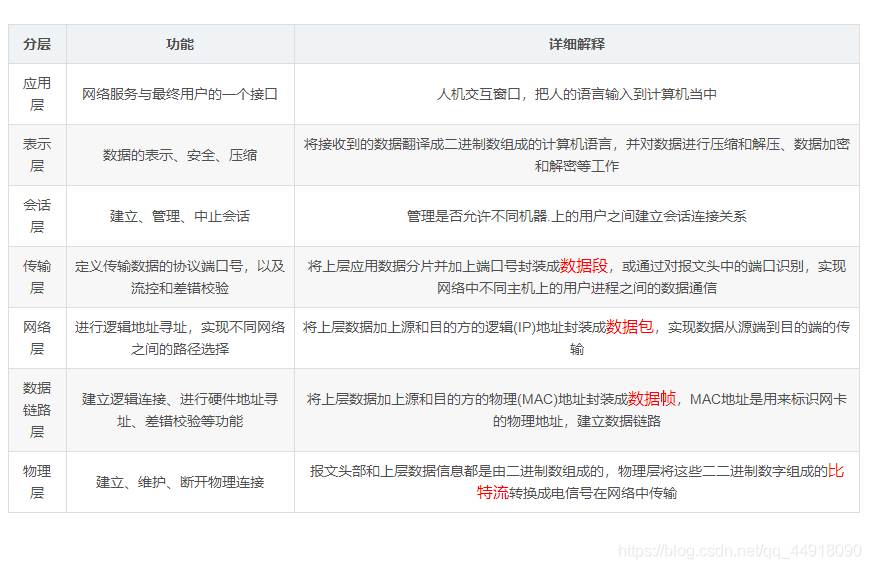 分层 功能 详细解释
应用
层
网络服务与最终用户的一个接口
人机交互窗口，把人的语言输入到计算机当中
表示
层
数据的表示、安全、压缩
将接收到的数据翻译成二进制数组成的计算机语言，并对数据进行压缩和解压、数据加密
和解密等工作
会话
层
建立、管理、中止会话
管理是否允许不同机器.上的用户之间建立会话连接关系
传输
层
定义传输数据的协议端口号，以及
流控和差错校验
将上层应用数据分片并加上端口号封装成数据段，或通过对报文头中的端口识别，实现
网络中不同主机上的用户进程之间的数据通信
网络
层
进行逻辑地址寻址，实现不同网络
之间的路径选择
将上层数据加上源和目的方的逻辑(IP)地址封装成数据包，实现数据从源端到目的端的传
输
数据
链路
层
建立逻辑连接、进行硬件地址寻
址、差错校验等功能
将上层数据加上源和目的方的物理(MAC)地址封装成数据帧，MAC地址是用来标识网卡
的物理地址，建立数据链路
物理
层
建立、维护、断开物理连接
报文头部和上层数据信息都是由二进制数组成的，物理层将这些二二进制数字组成的比
特流转换成电信号在网络中传输
https://blog.csdn.net/qq_44918090